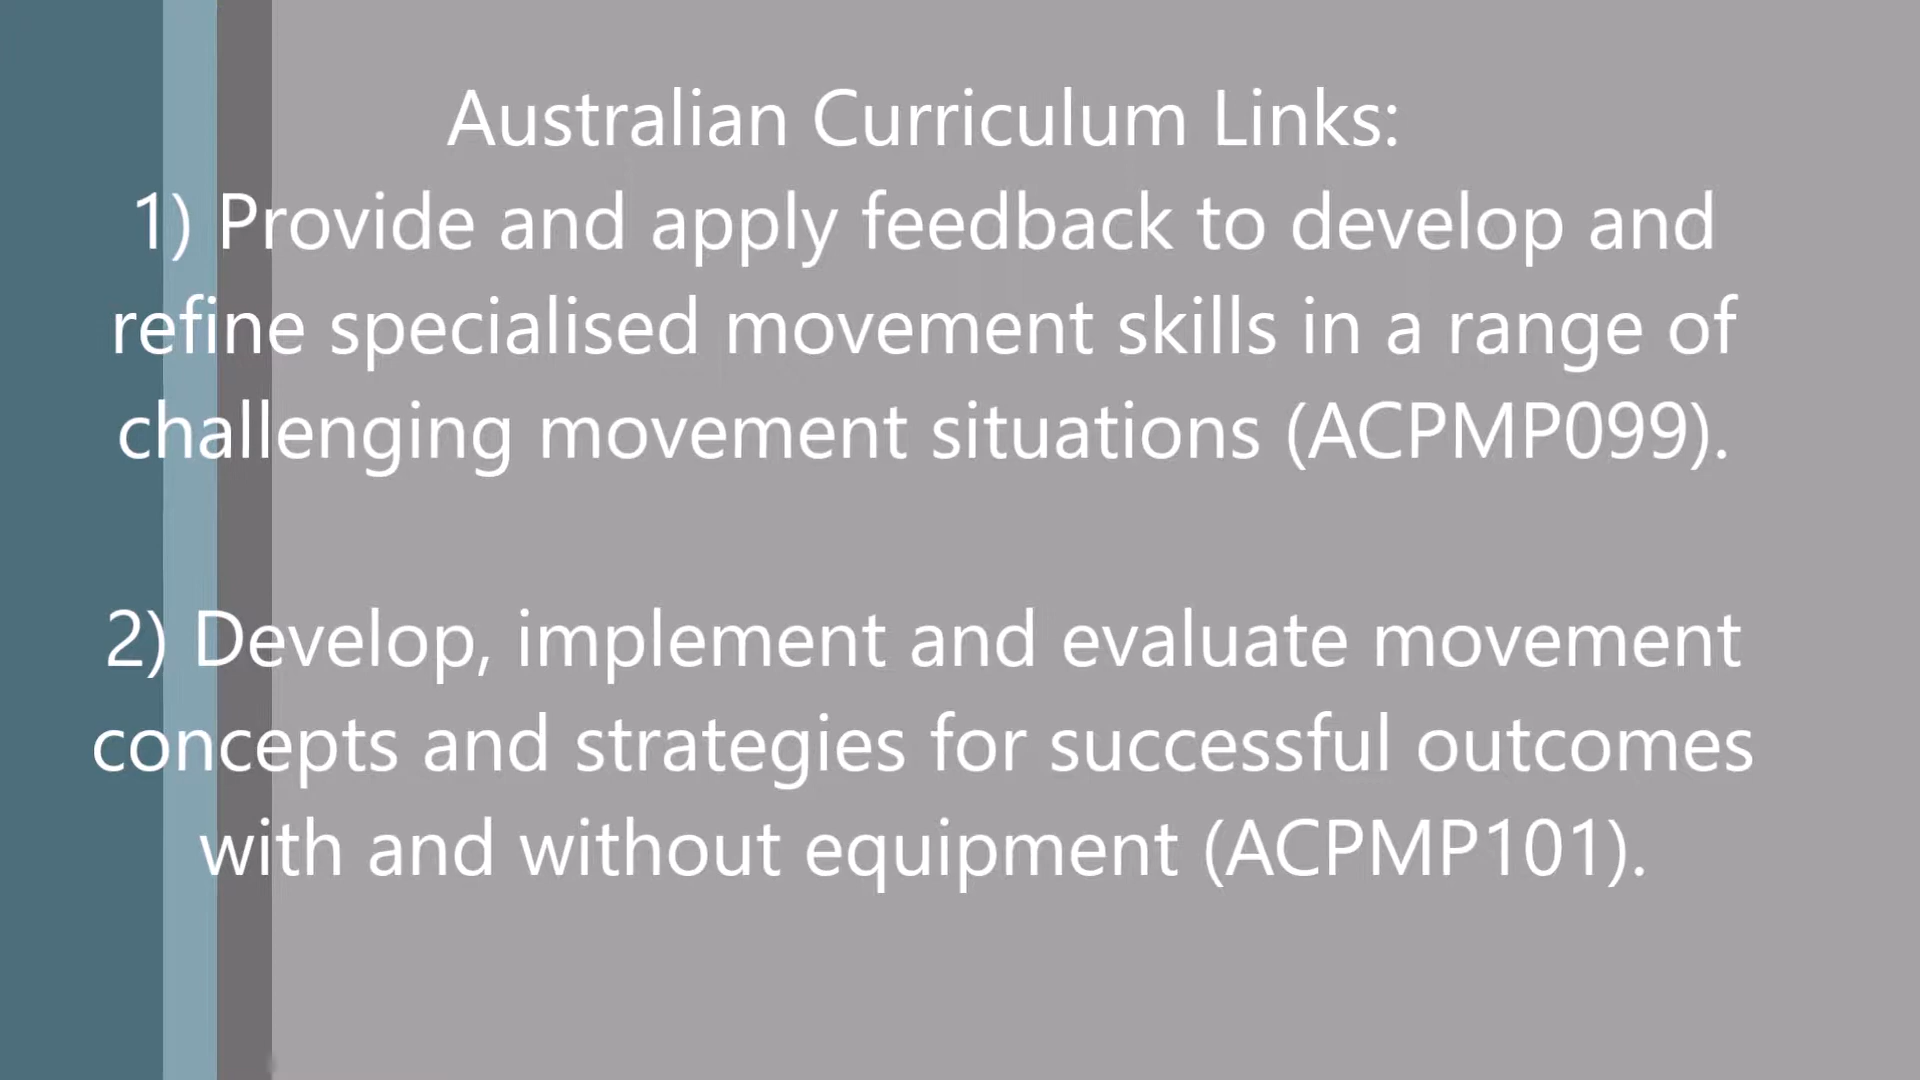 Australian Curriculum Links:
1) Provide and apply feedback to develop and
refine specialised movement skills in a range of
challenging movement situations (ACPMP099).
2) Develop, implement and evaluate movement
concepts and strategies for successful outcomes
with and without equipment (ACPMP101).